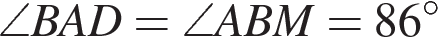 ∠BAD = ∠ABM = 86°